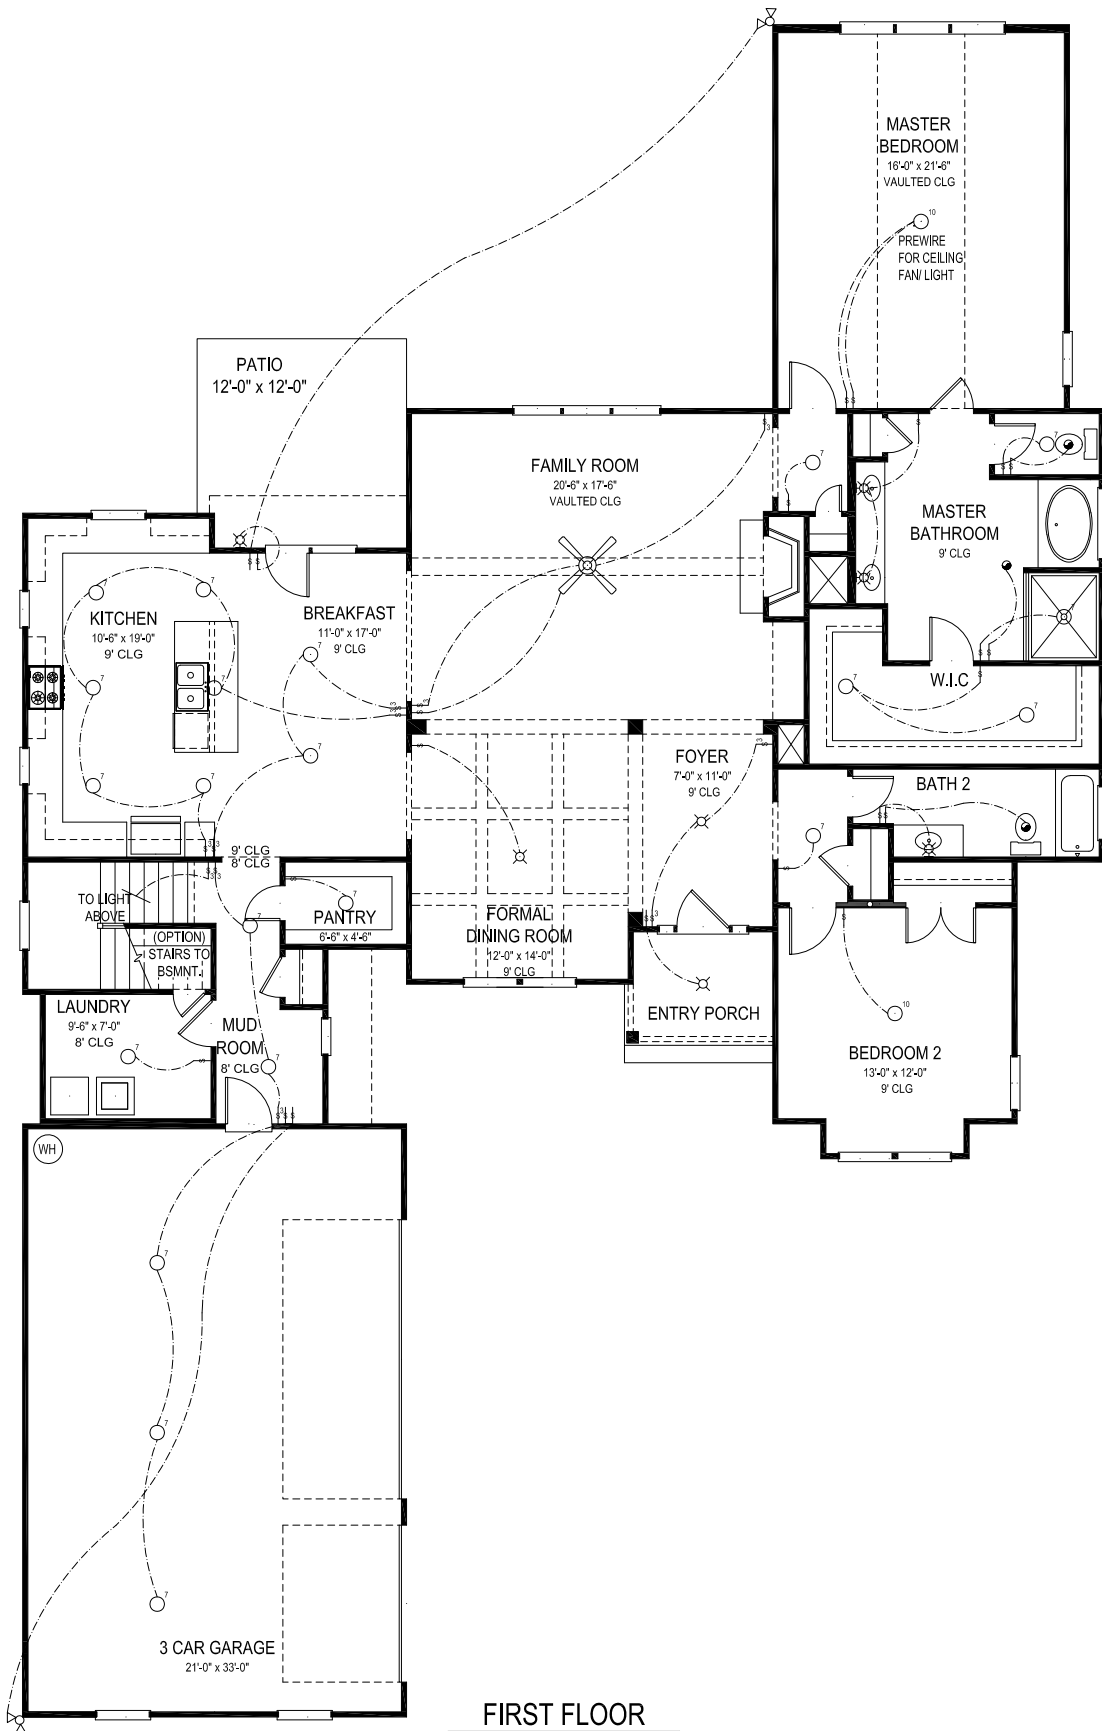 MASTER
BEDROOM
16'-0" x 21'-6"
VAULTED CLG
10
PREWIRE
FOR CEILING
FAN/ LIGHT
PATIO
12'-0" x 12'-0"
FAMILY ROOM
20'-6" x 17'-6"
VAULTED CLG
MASTER
BATHROOM
9' CLG
KITCHEN
10'-6" x 19'-0"
9' CLG
BREAKFAST
11'-0" x 17'-0"
9' CLG
W.I.C
FOYER
7'-0" x 11'-0"
9' CLG
BATH 2
9' CLG
8' CLG
TO LIGHT
ABOVE
PANTRY
6'-6" x 4'-6"
FORMAL
DINING ROOM
12'-0" x 14'-0"
9' CLG
(OPTION)
STAIRS TO
BSMNT.
LAUNDRY
9'-6" x 7'-0"
8' CLG
MUD
ROOM
8' CLG
ENTRY PORCH
10
BEDROOM 2
13'-0" x 12'-0"
9' CLG
WH
7
7
7
3 CAR GARAGE
21'-0" x 33'-0"
FIRST FLOOR